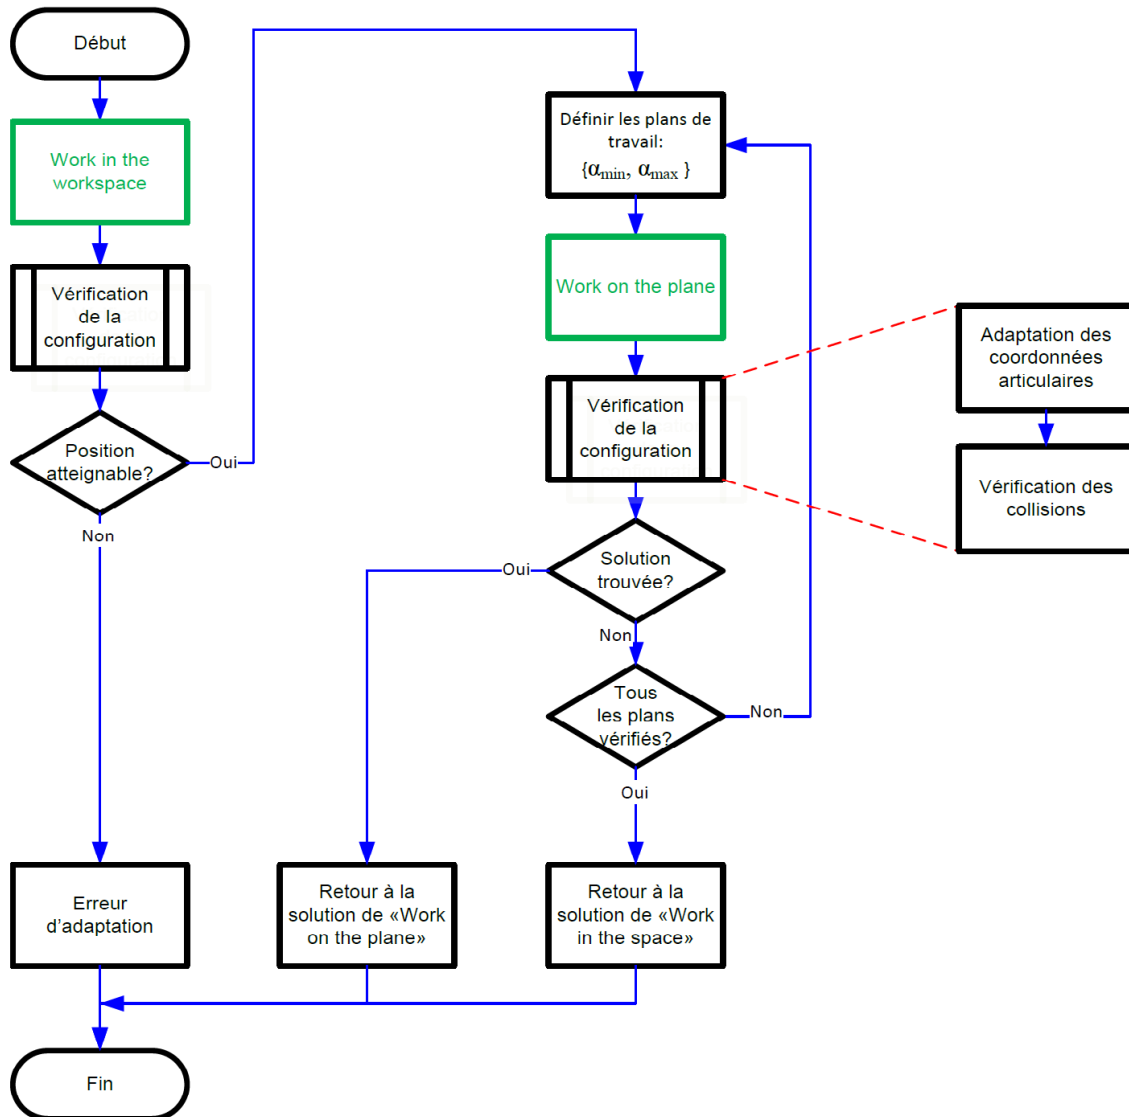 Début
Work in the
workspace
Vérification
de la
configuration
Position
atteignable?
Oui
Non
Erreur
d'adaptation
Fin
Définir les plans de
travail:
{αmin, αmax }
Work on the plane
Vérification
de la
configuration
Solution
trouvée?
Oui
Non
Tous
les plans
vérifiés?
Non
Oui
Retour à la
solution de «Work
on the plane»
Retour à la
solution de «Work
in the space»
Adaptation des
coordonnées
articulaires
Vérification des
collisions